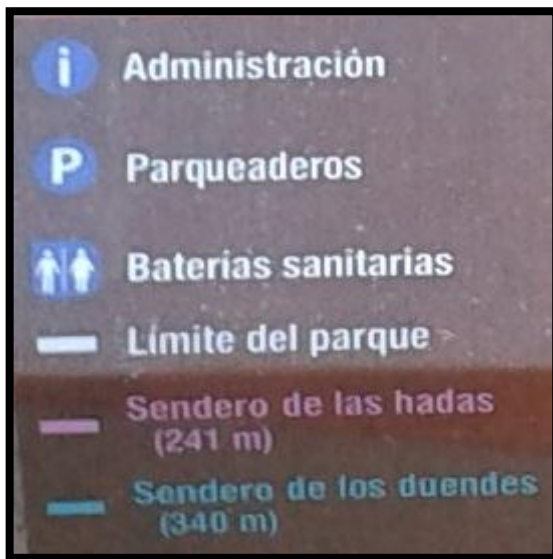 i Administración
P Parqueaderos
Baterías sanitarias
Límite del parque
Sendero de las hadas
(241 m)
Sendero de los duendes
(340 m)